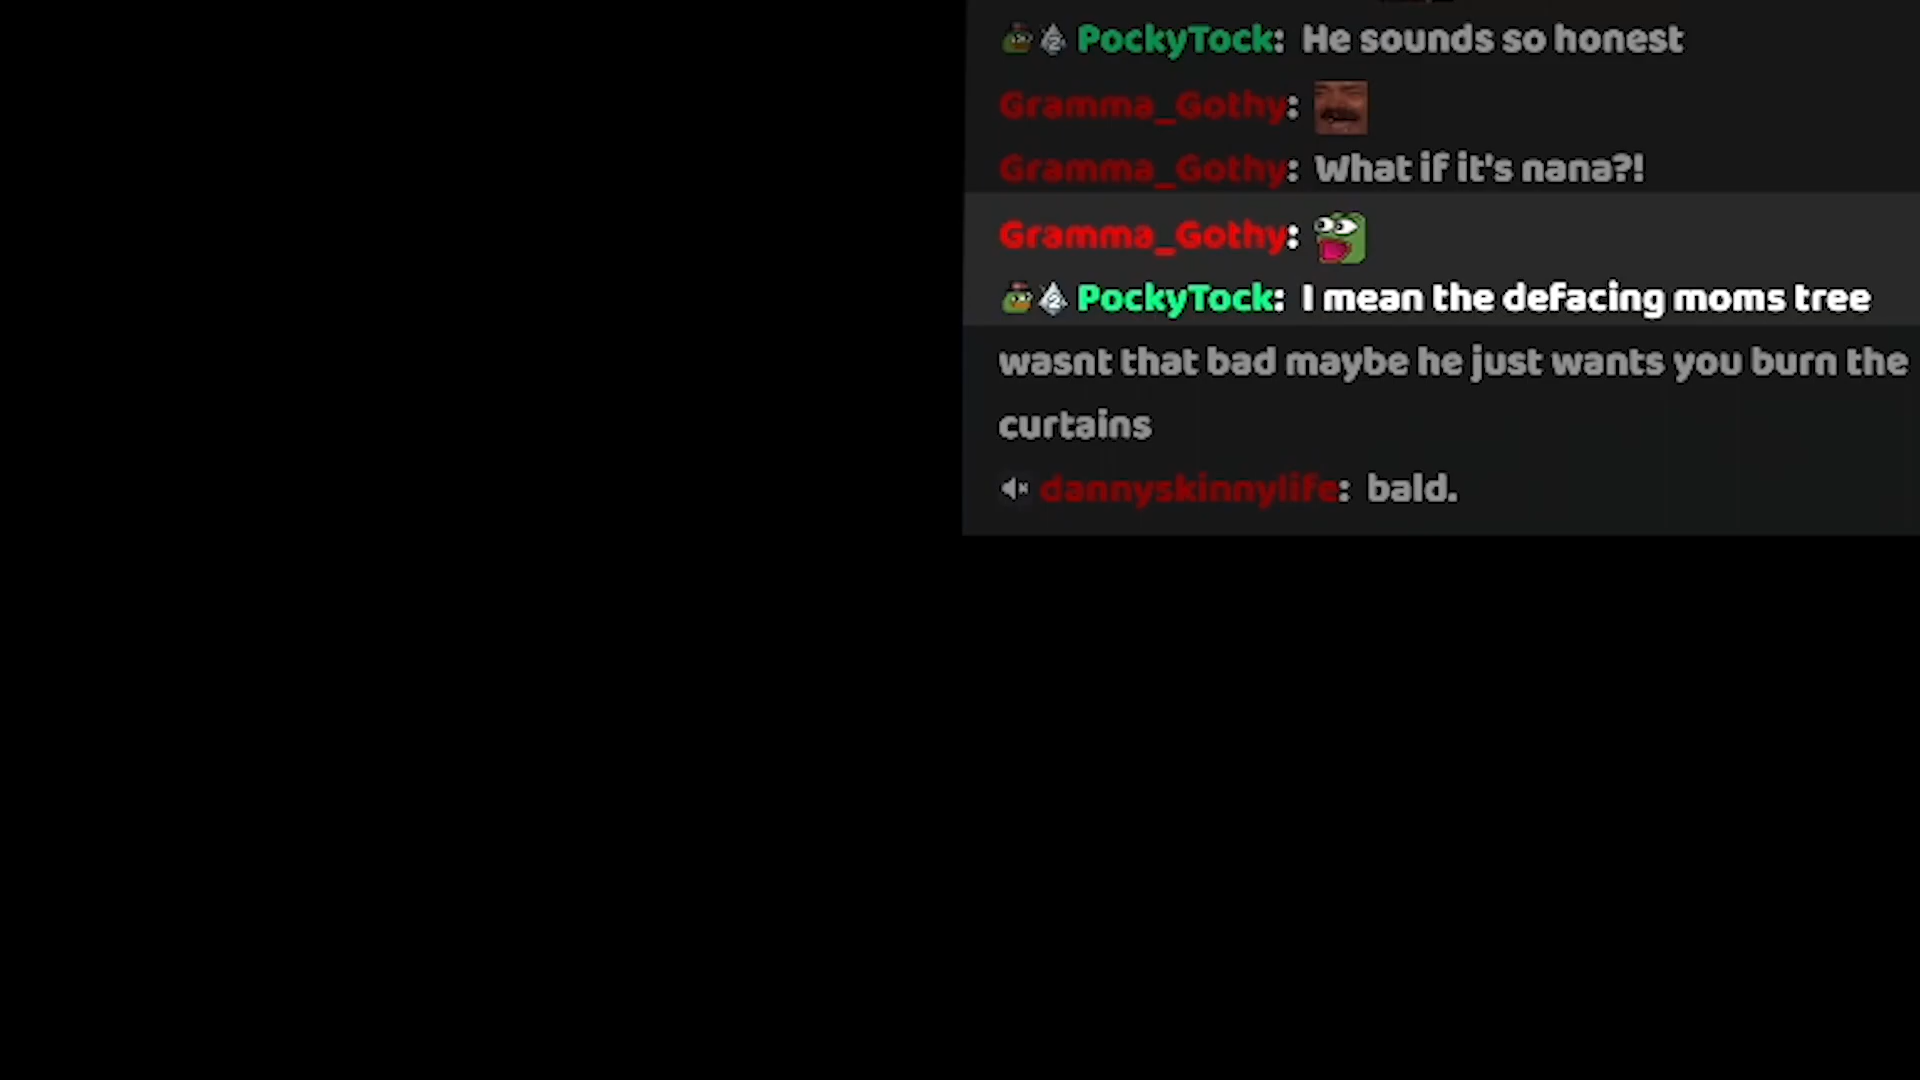 PockyTock: He sounds so honest
Gramma_Gothy:
Gramma_Gothy: What if it's nana?!
Gramma_Gothy:
PockyTock: I mean the defacing moms tree
wasnt that bad maybe he just wants you burn the
curtains
dannyskinnylife: bald.